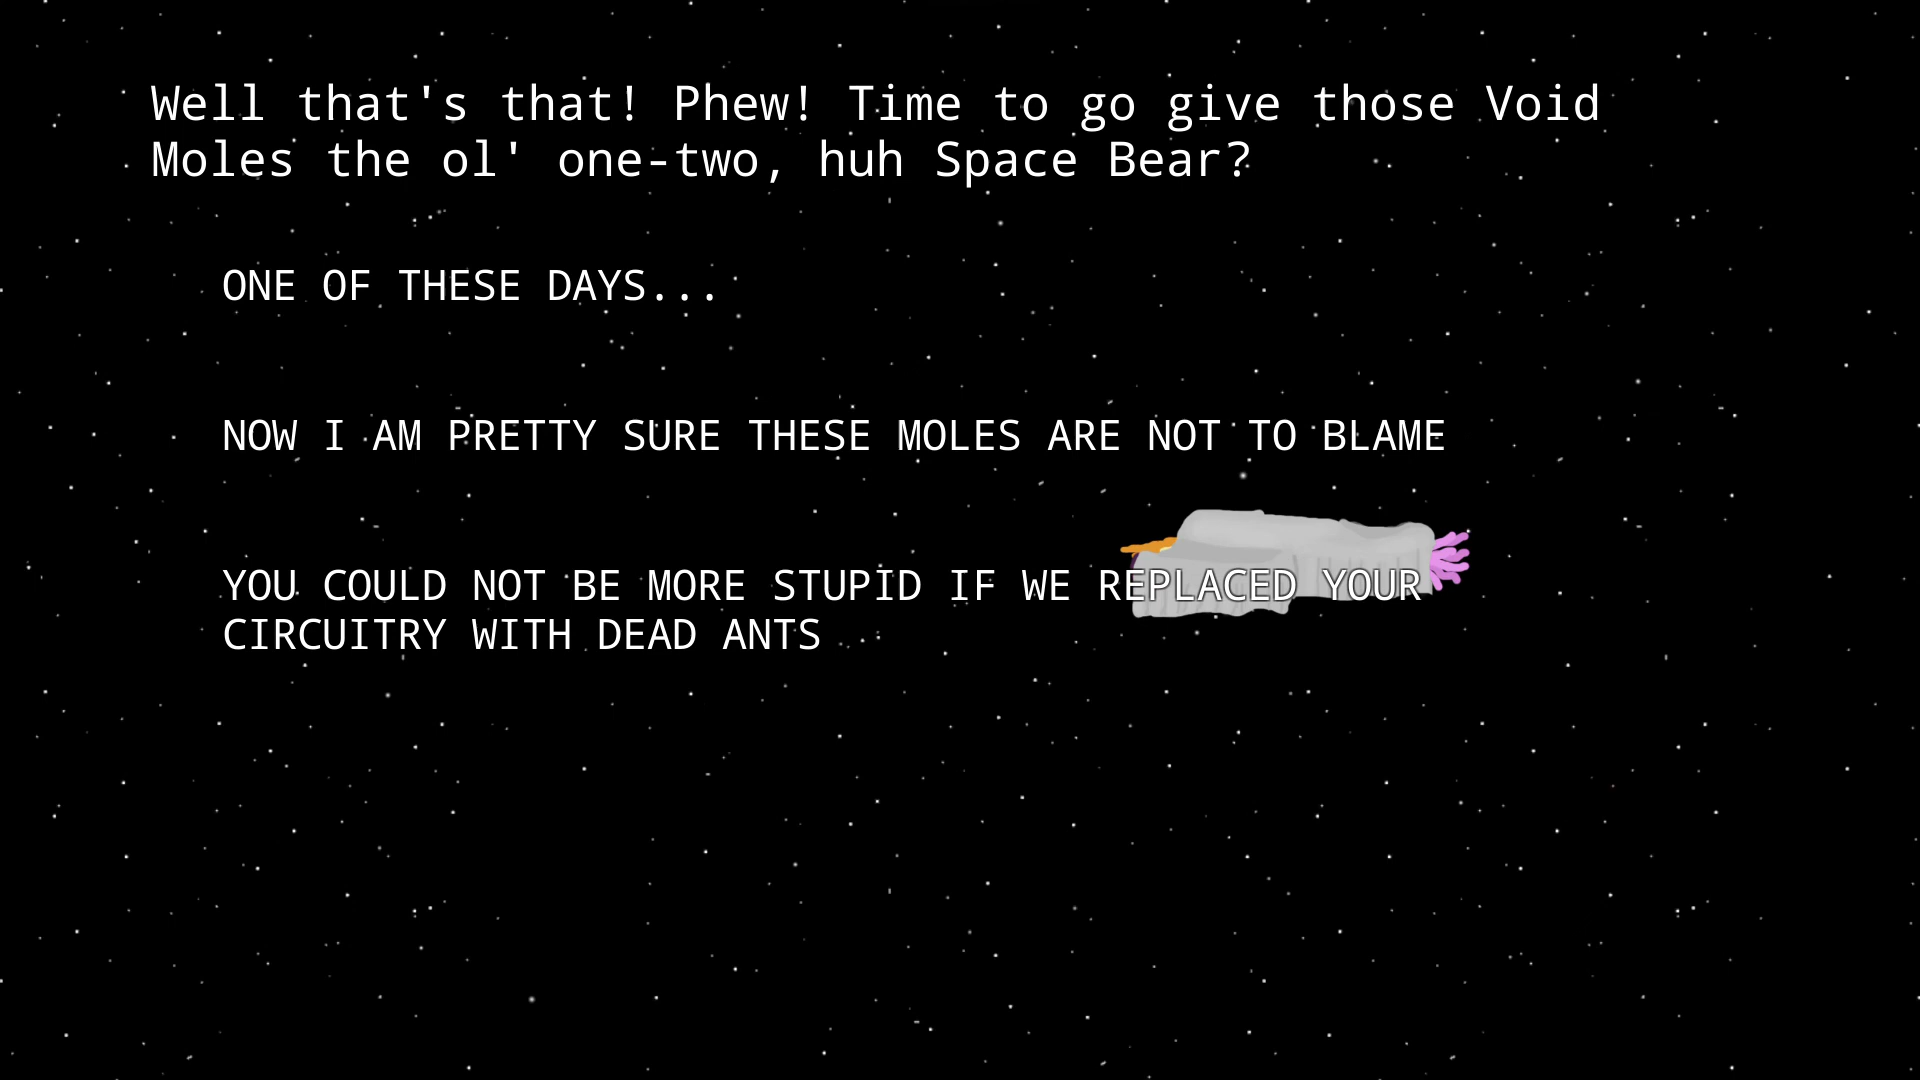 Well that's that! Phew! Time to go give those Void
Moles the ol' one-two, huh Space Bear?
ONE OF THESE DAYS...
NOW I AM PRETTY SURE THESE MOLES ARE NOT TO BLAME
YOU COULD NOT BE MORE STUPID IF WE REPLACED YOUR
CIRCUITRY WITH DEAD ANTS